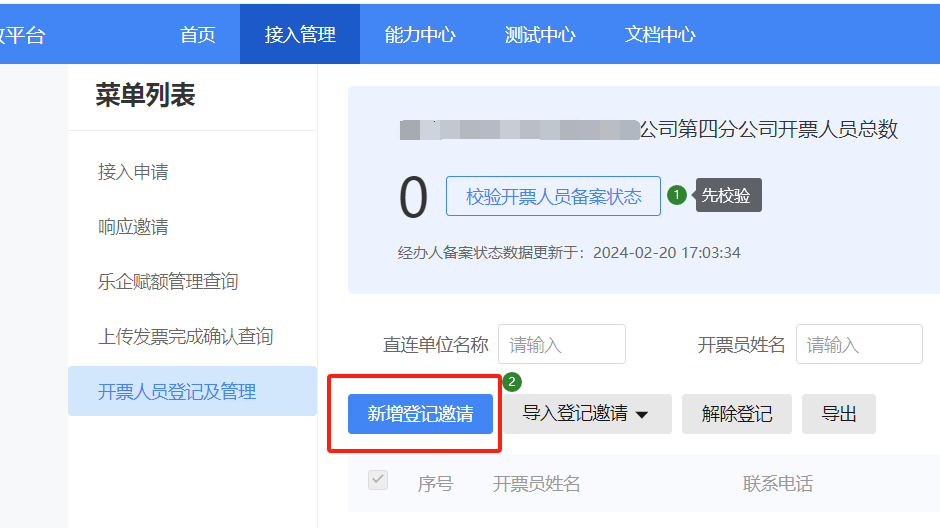 平台 首页 接入管理 能力中心 测试中心 文档中心
菜单列表
接入申请
响应邀请
乐企赋额管理查询
上传发票完成确认查询
开票人员登记及管理
公司第四分公司开票人员总数
0 校验开票人员备案状态 1 先校验
经办人备案状态数据更新于：2024-02-20 17:03:34
直连单位名称 请输入 开票员姓名 请输入
2
新增登记邀请 导入登记邀请 解除登记 导出
序号 开票员姓名 联系电话